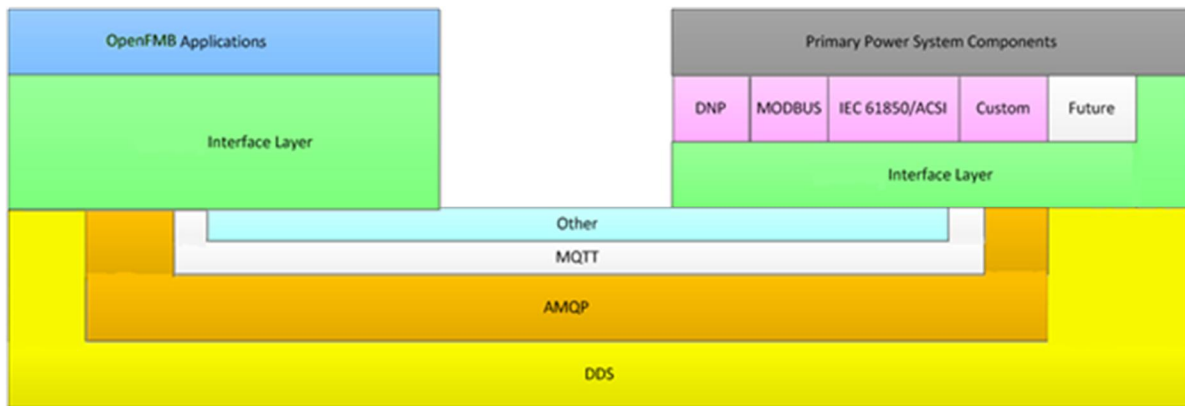 OpenFMB Applications
Primary Power System Components
DNP
MODBUS
IEC 61850/ACSI
Custom
Future
Interface Layer
Interface Layer
Other
MQTT
AMQP
DDS